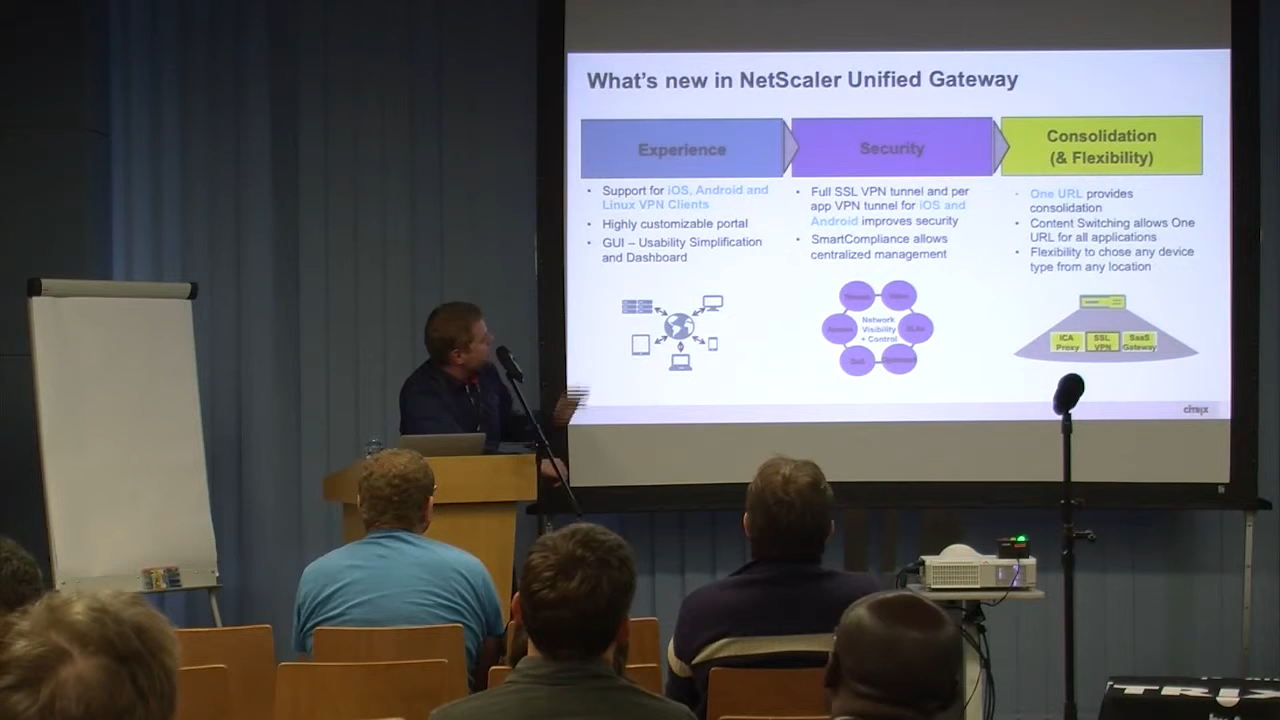 What's new in NetScaler Unified Gateway
Experience
Security
Consolidation
(& Flexibility)
• Support for iOS, Android and
Linux VPN Clients
• Highly customizable portal
• GUI – Usability Simplification
and Dashboard
• Full SSL VPN tunnel and per
app VPN tunnel for iOS and
Android improves security
• SmartCompliance allows
centralized management
• One URL provides
consolidation
• Content Switching allows One
URL for all applications
• Flexibility to chose any device
type from any location
Network
Visibility
+ Control
ICA
Proxy
SSL
VPN
SaaS
Gateway
citrix